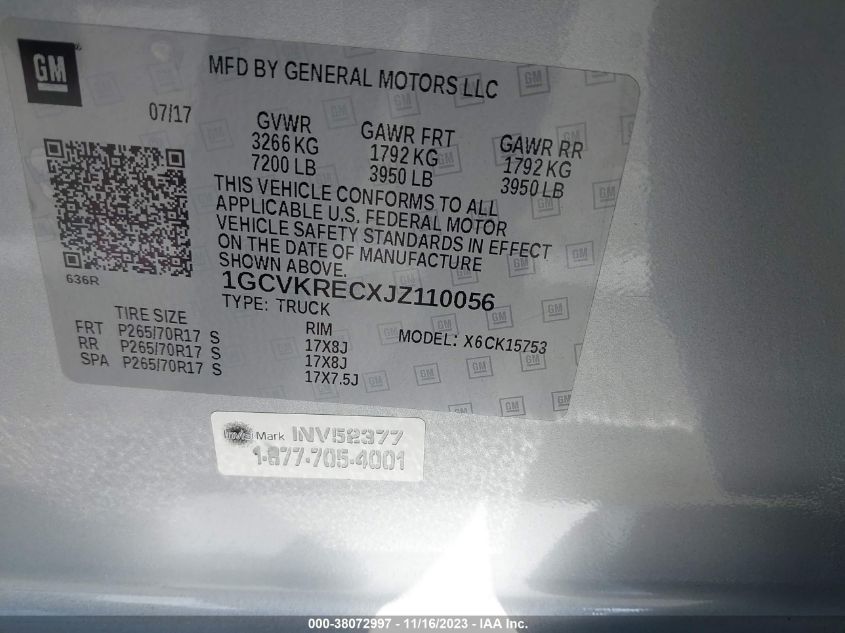 GM
MFD BY GENERAL MOTORS LLC
07/17
GVWR
3266 KG
7200 LB
GAWR FRT
1792 KG
3950 LB
GAWR RR
1792 KG
3950 LB
THIS VEHICLE CONFORMS TO ALL
APPLICABLE U.S. FEDERAL MOTOR
VEHICLE SAFETY STANDARDS IN EFFECT
ON THE DATE OF MANUFACTURE
SHOWN ABOVE.
636R
1GCVKRECXJZ110056
TYPE: TRUCK
MODEL: X6CK15753
TIRE SIZE
RIM
FRT P265/70R17 S 17X8J
RR P265/70R17 S 17X8J
SPA P265/70R17 S 17X7.5J
InvisiMark INV52377
1-877-705-4001
000-38072997 - 11/16/2023 - IAA Inc.